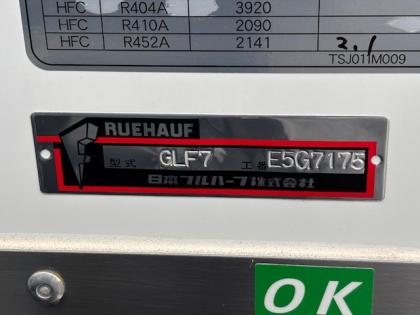 HFC R404A 3920
HFC R410A 2090
HFC R452A 2141 2.1
TSJ011M009
RUEHAUF
型式 GLF7 工番 E5G7175
日本フルハーフ株式会社
OK